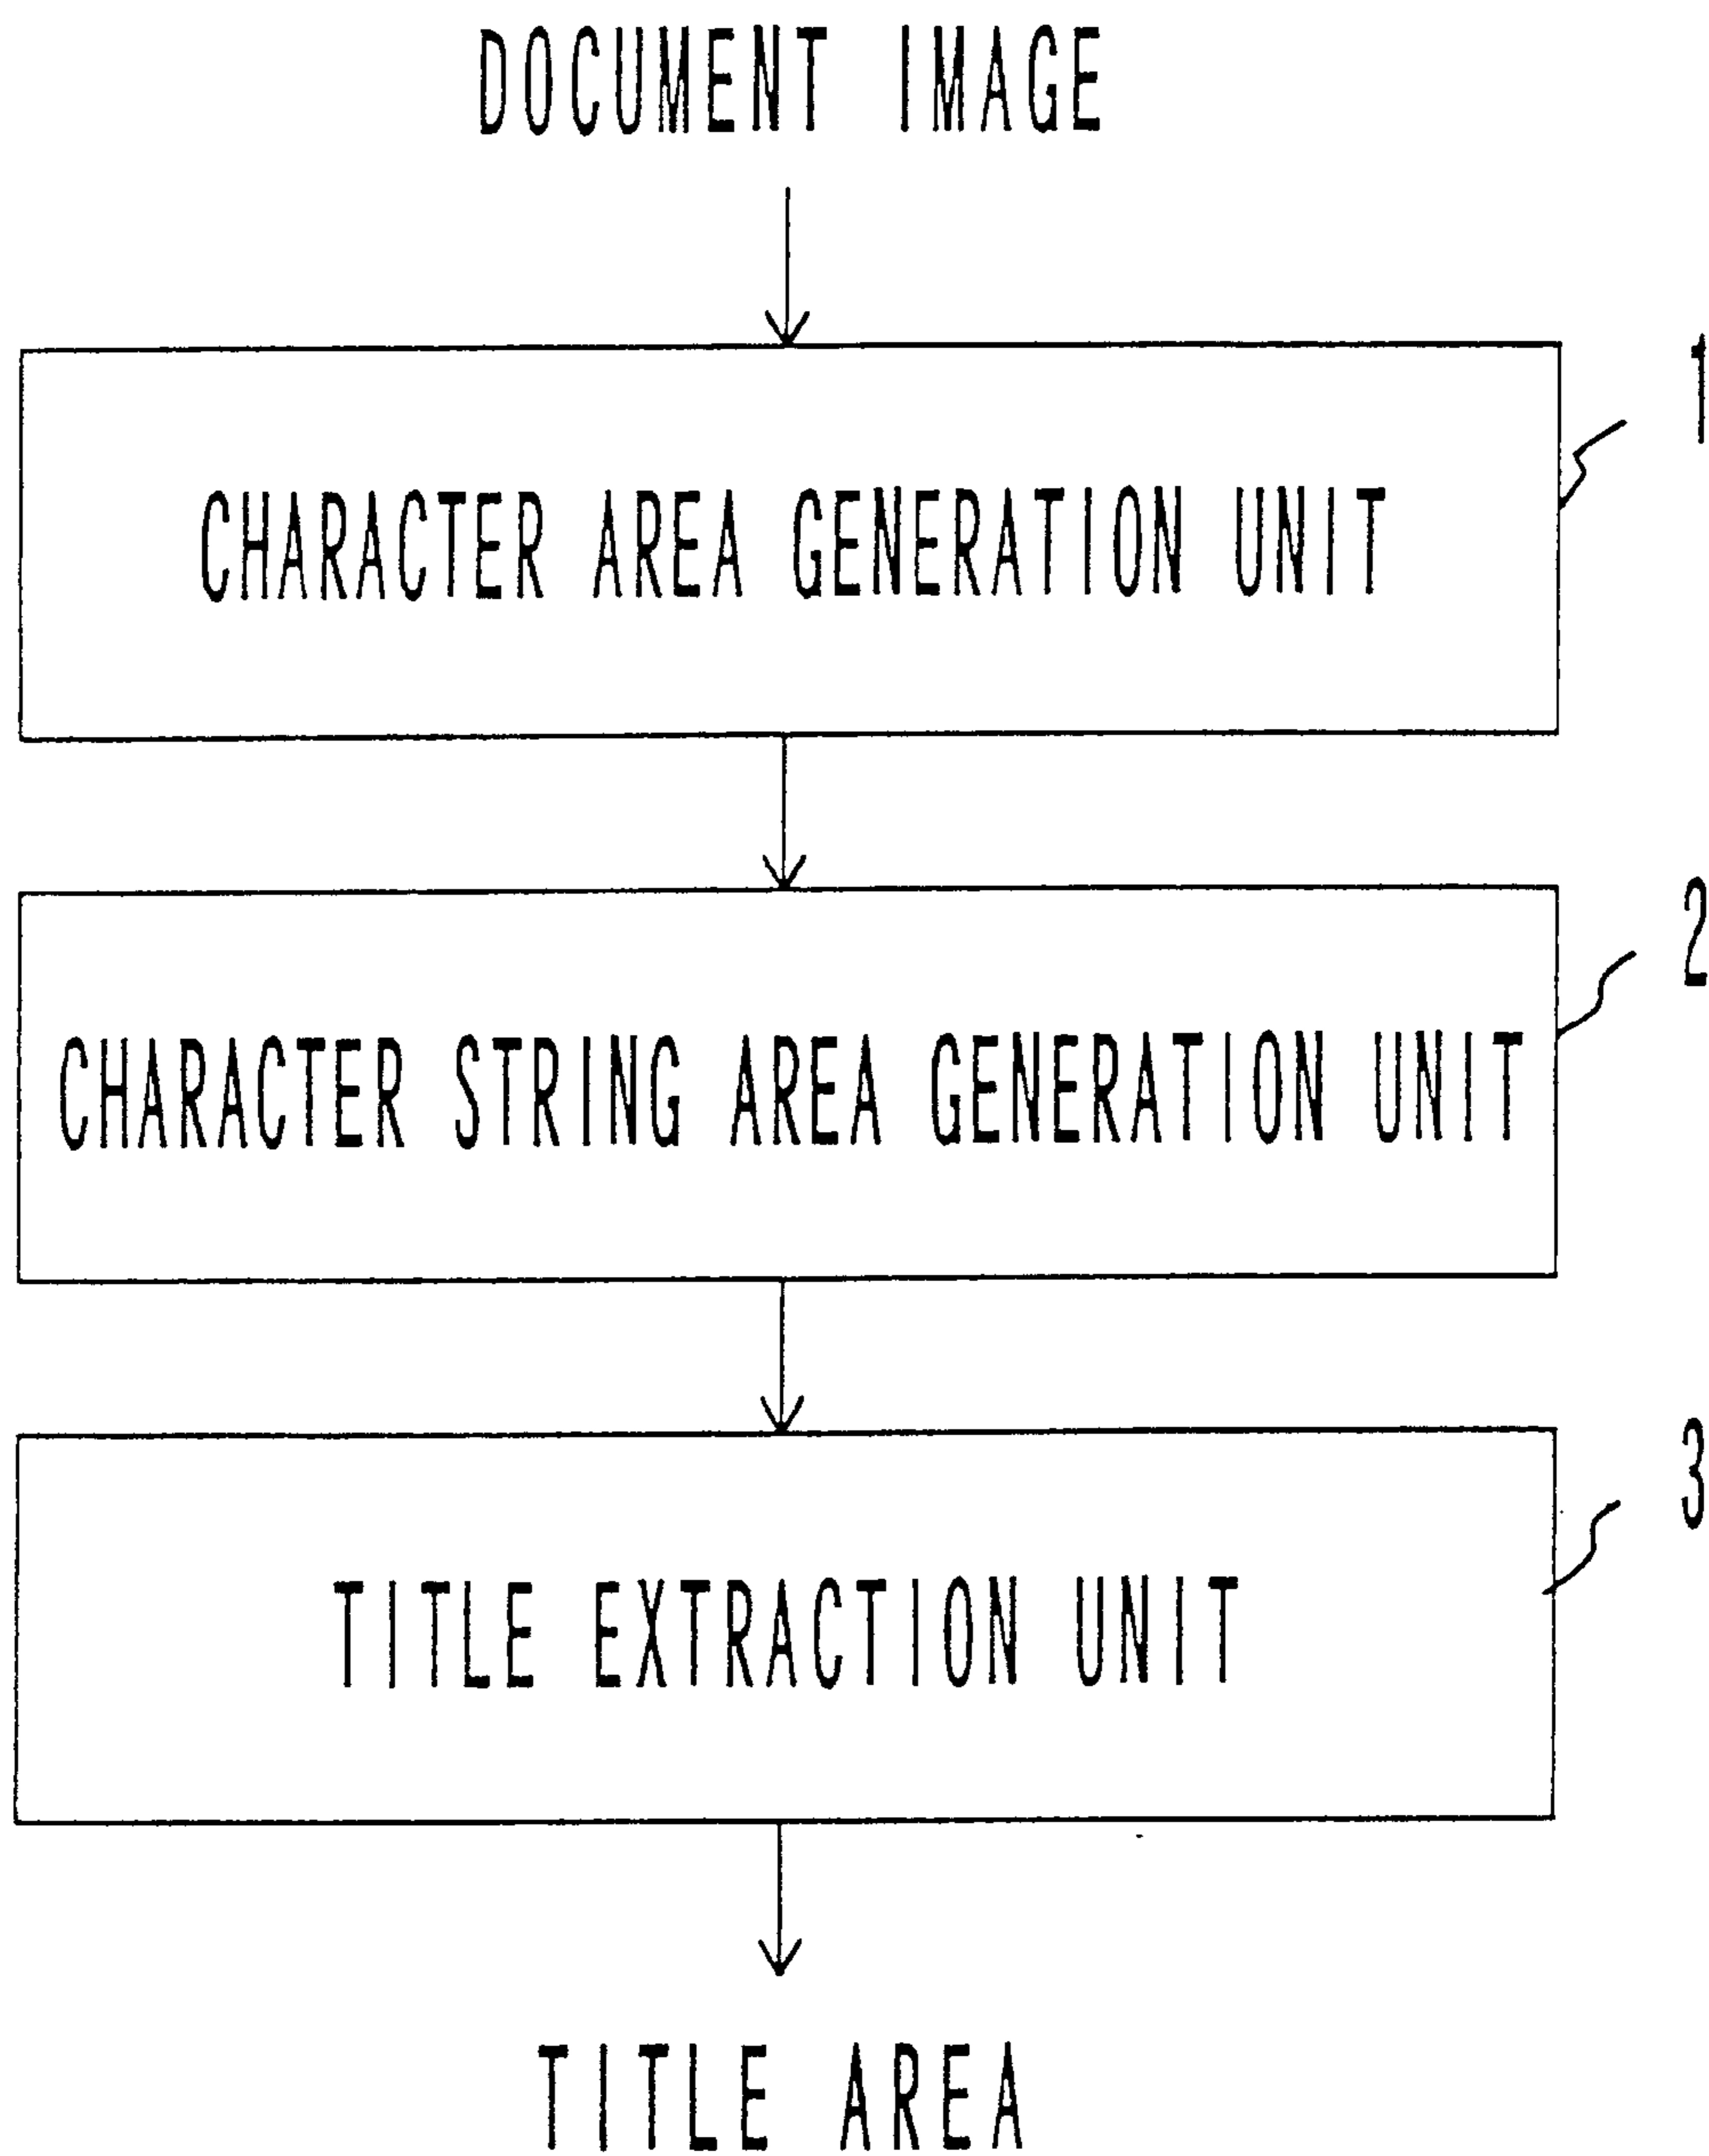 DOCUMENT IMAGE
1
CHARACTER AREA GENERATION UNIT
2
CHARACTER STRING AREA GENERATION UNIT
3
TITLE EXTRACTION UNIT
TITLE AREA